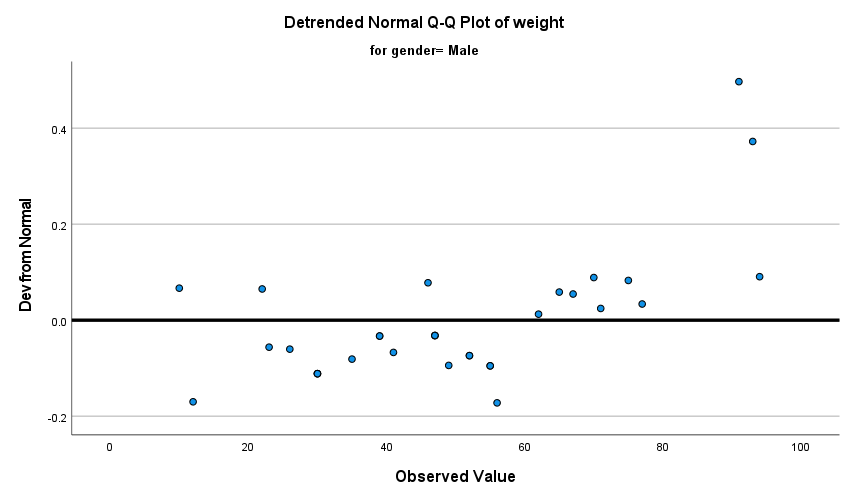 Detrended Normal Q-Q Plot of weight
for gender= Male
Dev from Normal
0.4
0.2
0.0
-0.2
0 20 40 60 80 100
Observed Value